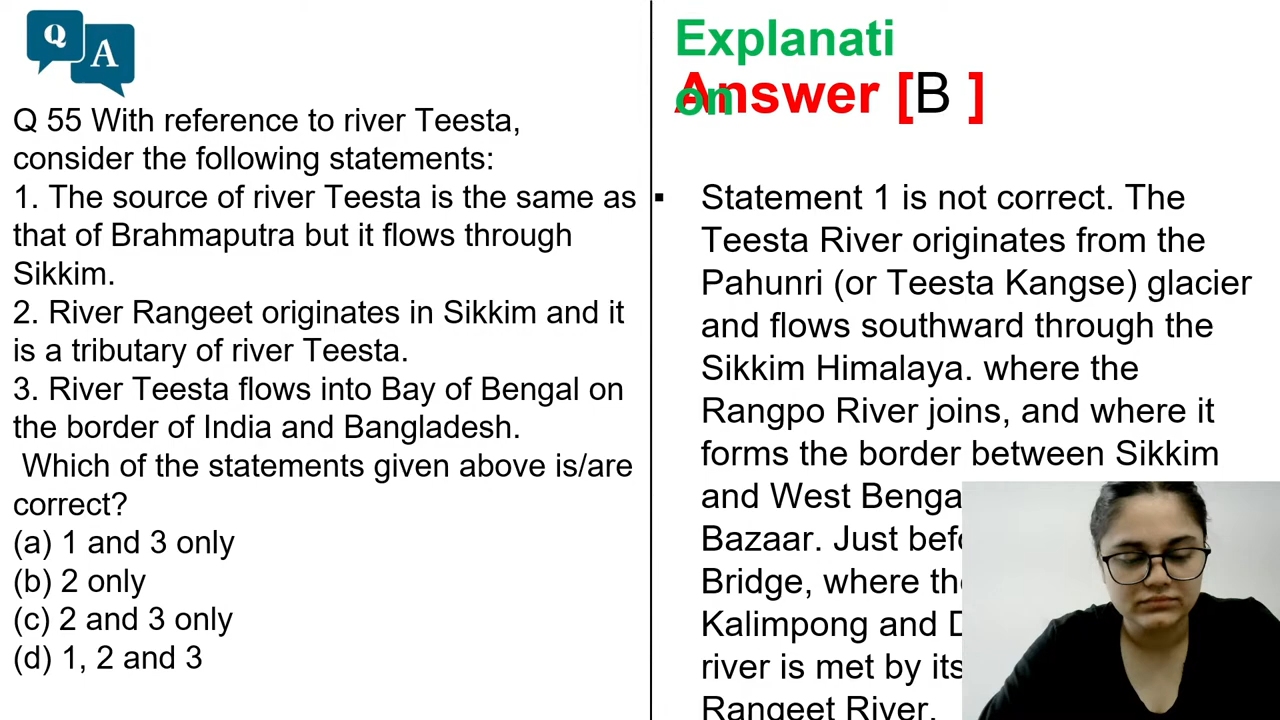 Q
A
Q 55 With reference to river Teesta,
consider the following statements:
1. The source of river Teesta is the same as
that of Brahmaputra but it flows through
Sikkim.
2. River Rangeet originates in Sikkim and it
is a tributary of river Teesta.
3. River Teesta flows into Bay of Bengal on
the border of India and Bangladesh.
Which of the statements given above is/are
correct?
(a) 1 and 3 only
(b) 2 only
(c) 2 and 3 only
(d) 1, 2 and 3
Explanati
on
Answer [B ]
▪ Statement 1 is not correct. The
Teesta River originates from the
Pahunri (or Teesta Kangse) glacier
and flows southward through the
Sikkim Himalaya. where the
Rangpo River joins, and where it
forms the border between Sikkim
and West
Bazaar. Just
Bridge, where
Kalimpong and
river is met by its
Rangeet River.